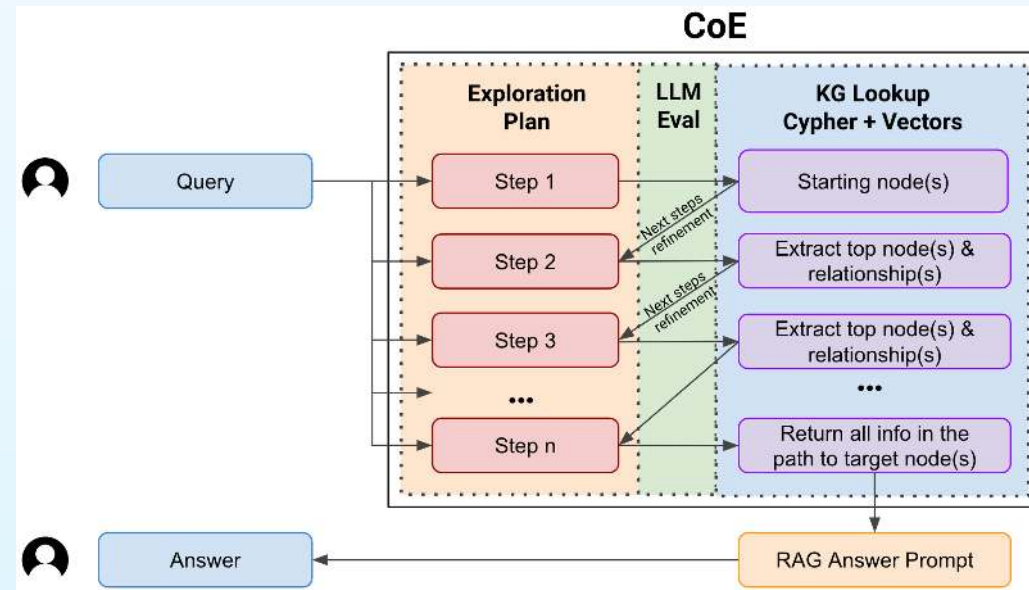 CoE
Exploration
Plan
LLM
Eval
KG Lookup
Cypher + Vectors
Query
Step 1
Starting node(s)
Next steps
refinement
Step 2
Extract top node(s) &
relationship(s)
Next steps
refinement
Step 3
Extract top node(s) &
relationship(s)
...
...
Step n
Return all info in the
path to target node(s)
Answer
RAG Answer Prompt